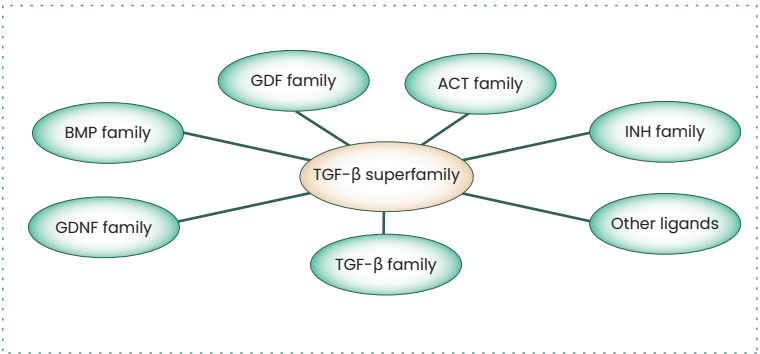 GDF family
ACT family
BMP family
INH family
TGF-β superfamily
GDNF family
Other ligands
TGF-β family